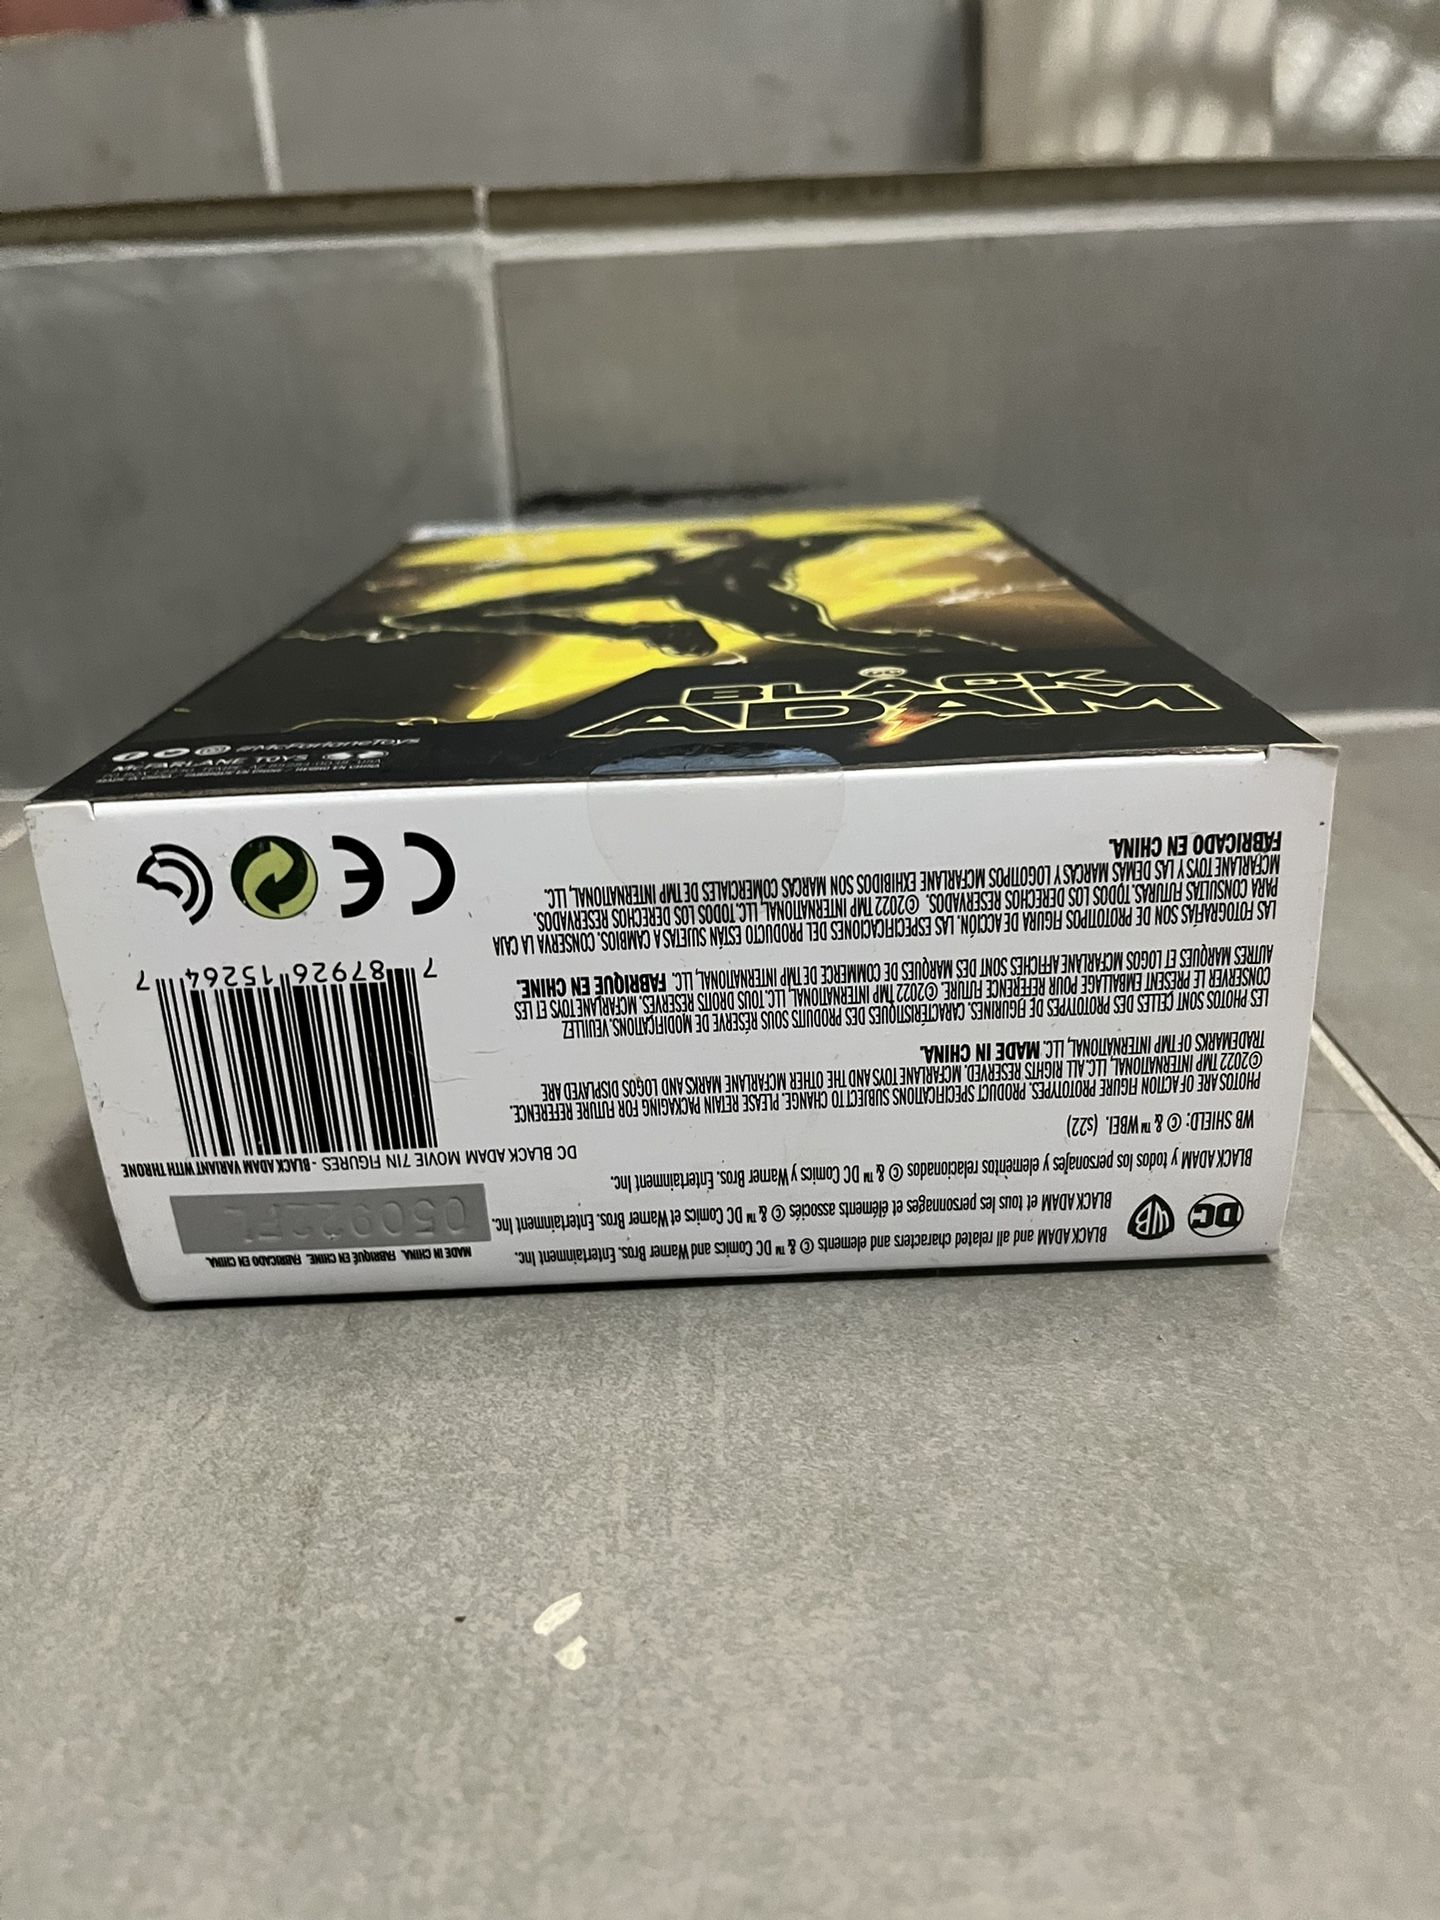 BLACK
ADAM
@McFarlaneToys
McFARLANE TOYS
MADE IN CHINA. FABRIQUÉ EN CHINE. FABRICADO EN CHINA.
050922FL
DC BLACK ADAM MOVIE 7IN FIGURES - BLACK ADAM VARIANT WITH THRONE
7 87926 15264 7
CE
DC
WB
BLACK ADAM and all related characters and elements © & ™ DC Comics and Warner Bros. Entertainment Inc.
BLACK ADAM et tous les personnages et éléments associés © & ™ DC Comics et Warner Bros. Entertainment Inc.
BLACK ADAM y todos los personajes y elementos relacionados © & ™ DC Comics y Warner Bros. Entertainment Inc.
WB SHIELD: © & ™ WBEI. (s22)
PHOTOS ARE OF ACTION FIGURE PROTOTYPES. PRODUCT SPECIFICATIONS SUBJECT TO CHANGE. PLEASE RETAIN PACKAGING FOR FUTURE REFERENCE.
©2022 TMP INTERNATIONAL, LLC. ALL RIGHTS RESERVED. MCFARLANE TOYS AND THE OTHER MCFARLANE MARKS AND LOGOS DISPLAYED ARE
TRADEMARKS OF TMP INTERNATIONAL, LLC. MADE IN CHINA.
LES PHOTOS SONT CELLES DES PROTOTYPES DE FIGURINES. CARACTÉRISTIQUES DES PRODUITS SOUS RÉSERVE DE MODIFICATIONS. VEUILLEZ
CONSERVER LE PRÉSENT EMBALLAGE POUR RÉFÉRENCE FUTURE. ©2022 TMP INTERNATIONAL, LLC. TOUS DROITS RÉSERVÉS. MCFARLANE TOYS ET LES
AUTRES MARQUES ET LOGOS MCFARLANE AFFICHÉS SONT DES MARQUES DE COMMERCE DE TMP INTERNATIONAL, LLC. FABRIQUÉ EN CHINE.
LAS FOTOGRAFÍAS SON DE PROTOTIPOS FIGURA DE ACCIÓN. LAS ESPECIFICACIONES DEL PRODUCTO ESTÁN SUJETAS A CAMBIOS. CONSERVA LA CAJA
PARA CONSULTAS FUTURAS. TODOS LOS DERECHOS RESERVADOS. ©2022 TMP INTERNATIONAL, LLC. TODOS LOS DERECHOS RESERVADOS.
MCFARLANE TOYS Y LAS DEMÁS MARCAS Y LOGOTIPOS MCFARLANE EXHIBIDOS SON MARCAS COMERCIALES DE TMP INTERNATIONAL, LLC.
FABRICADO EN CHINA.